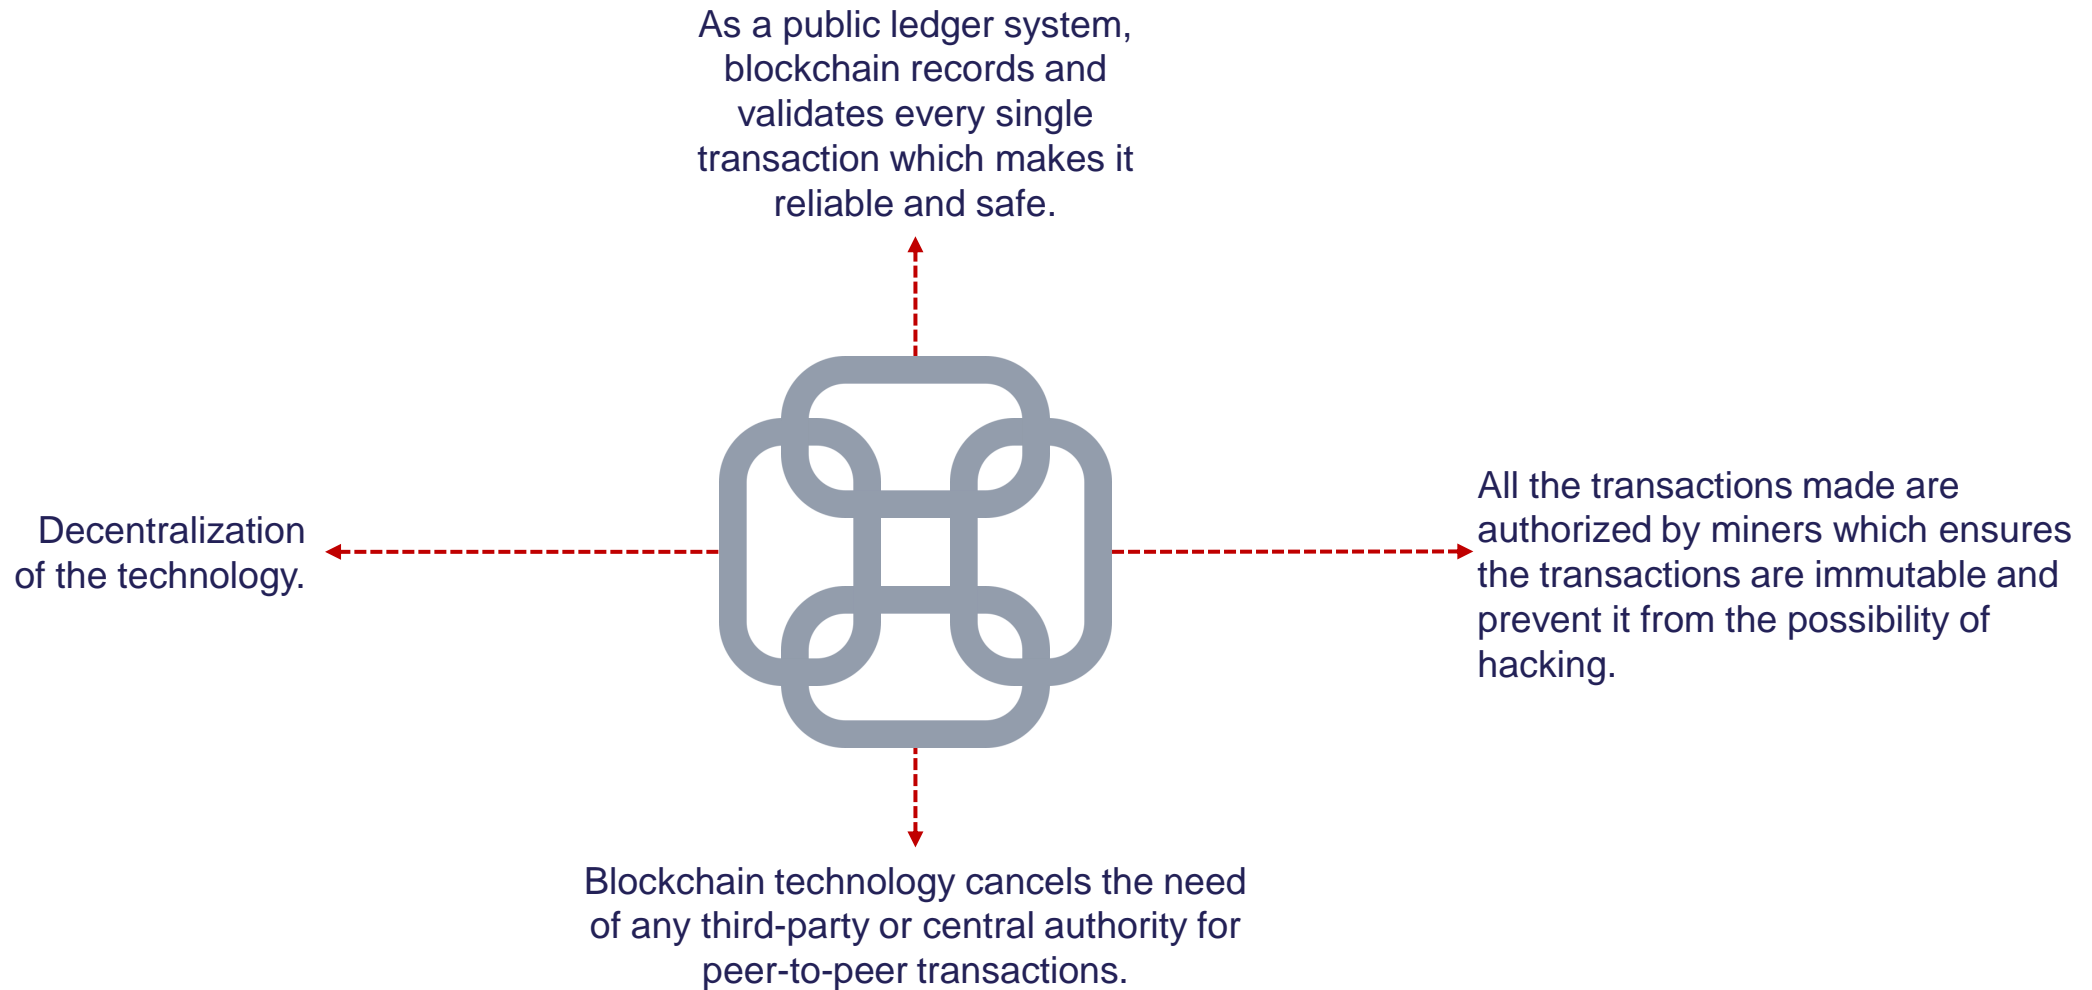 As a public ledger system,
blockchain records and
validates every single
transaction which makes it
reliable and safe.
Decentralization
of the technology.
All the transactions made are
authorized by miners which ensures
the transactions are immutable and
prevent it from the possibility of
hacking.
Blockchain technology cancels the need
of any third-party or central authority for
peer-to-peer transactions.